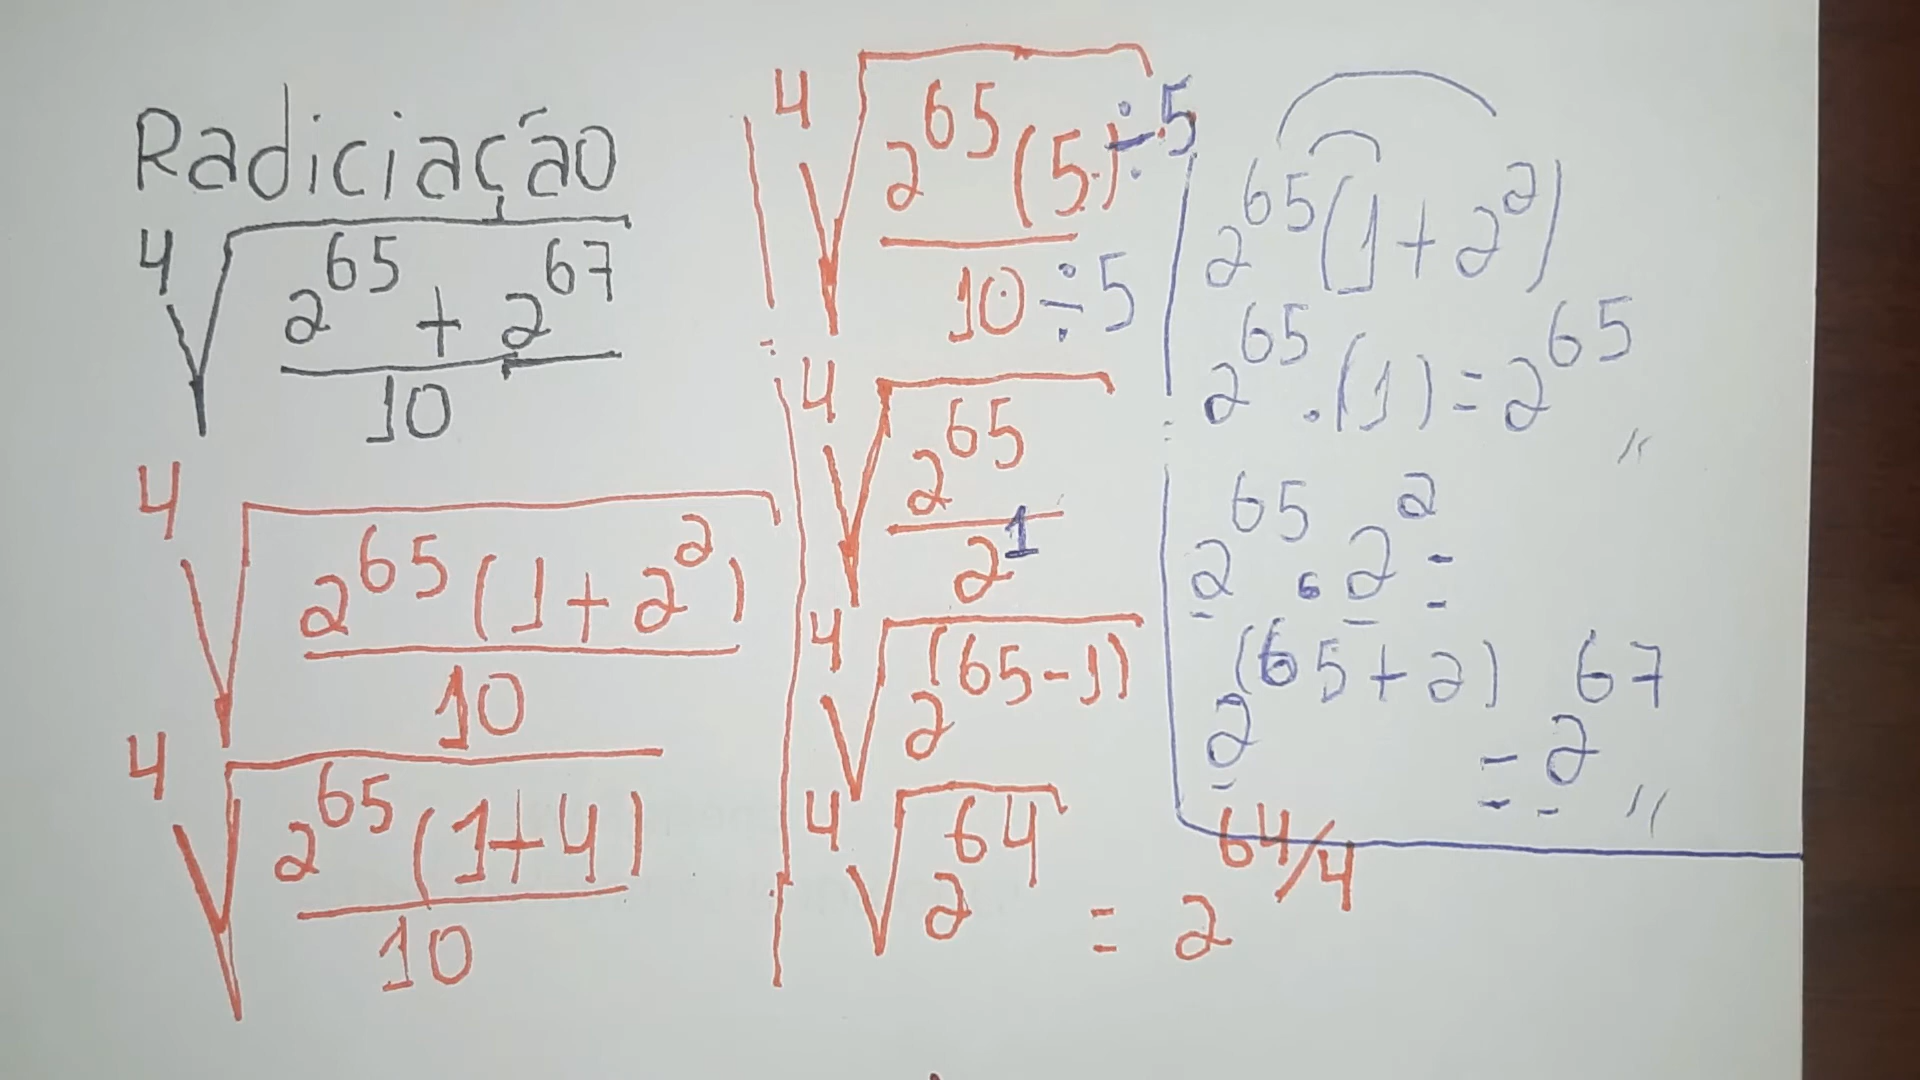 Radiciação
⁴√((2^65 + 2^67)/10)
⁴√((2^65 (1 + 2^2))/10)
⁴√((2^65 (1 + 4))/10)
⁴√((2^65 (5) ÷ 5)/(10 ÷ 5))
⁴√(2^65/2^1)
⁴√(2^(65-1))
⁴√(2^64) = 2^(64/4)
2^65 (1 + 2^2)
2^65 . (1) = 2^65 〃
2^65 . 2^2 =
2^(65+2) = 2^67 〃